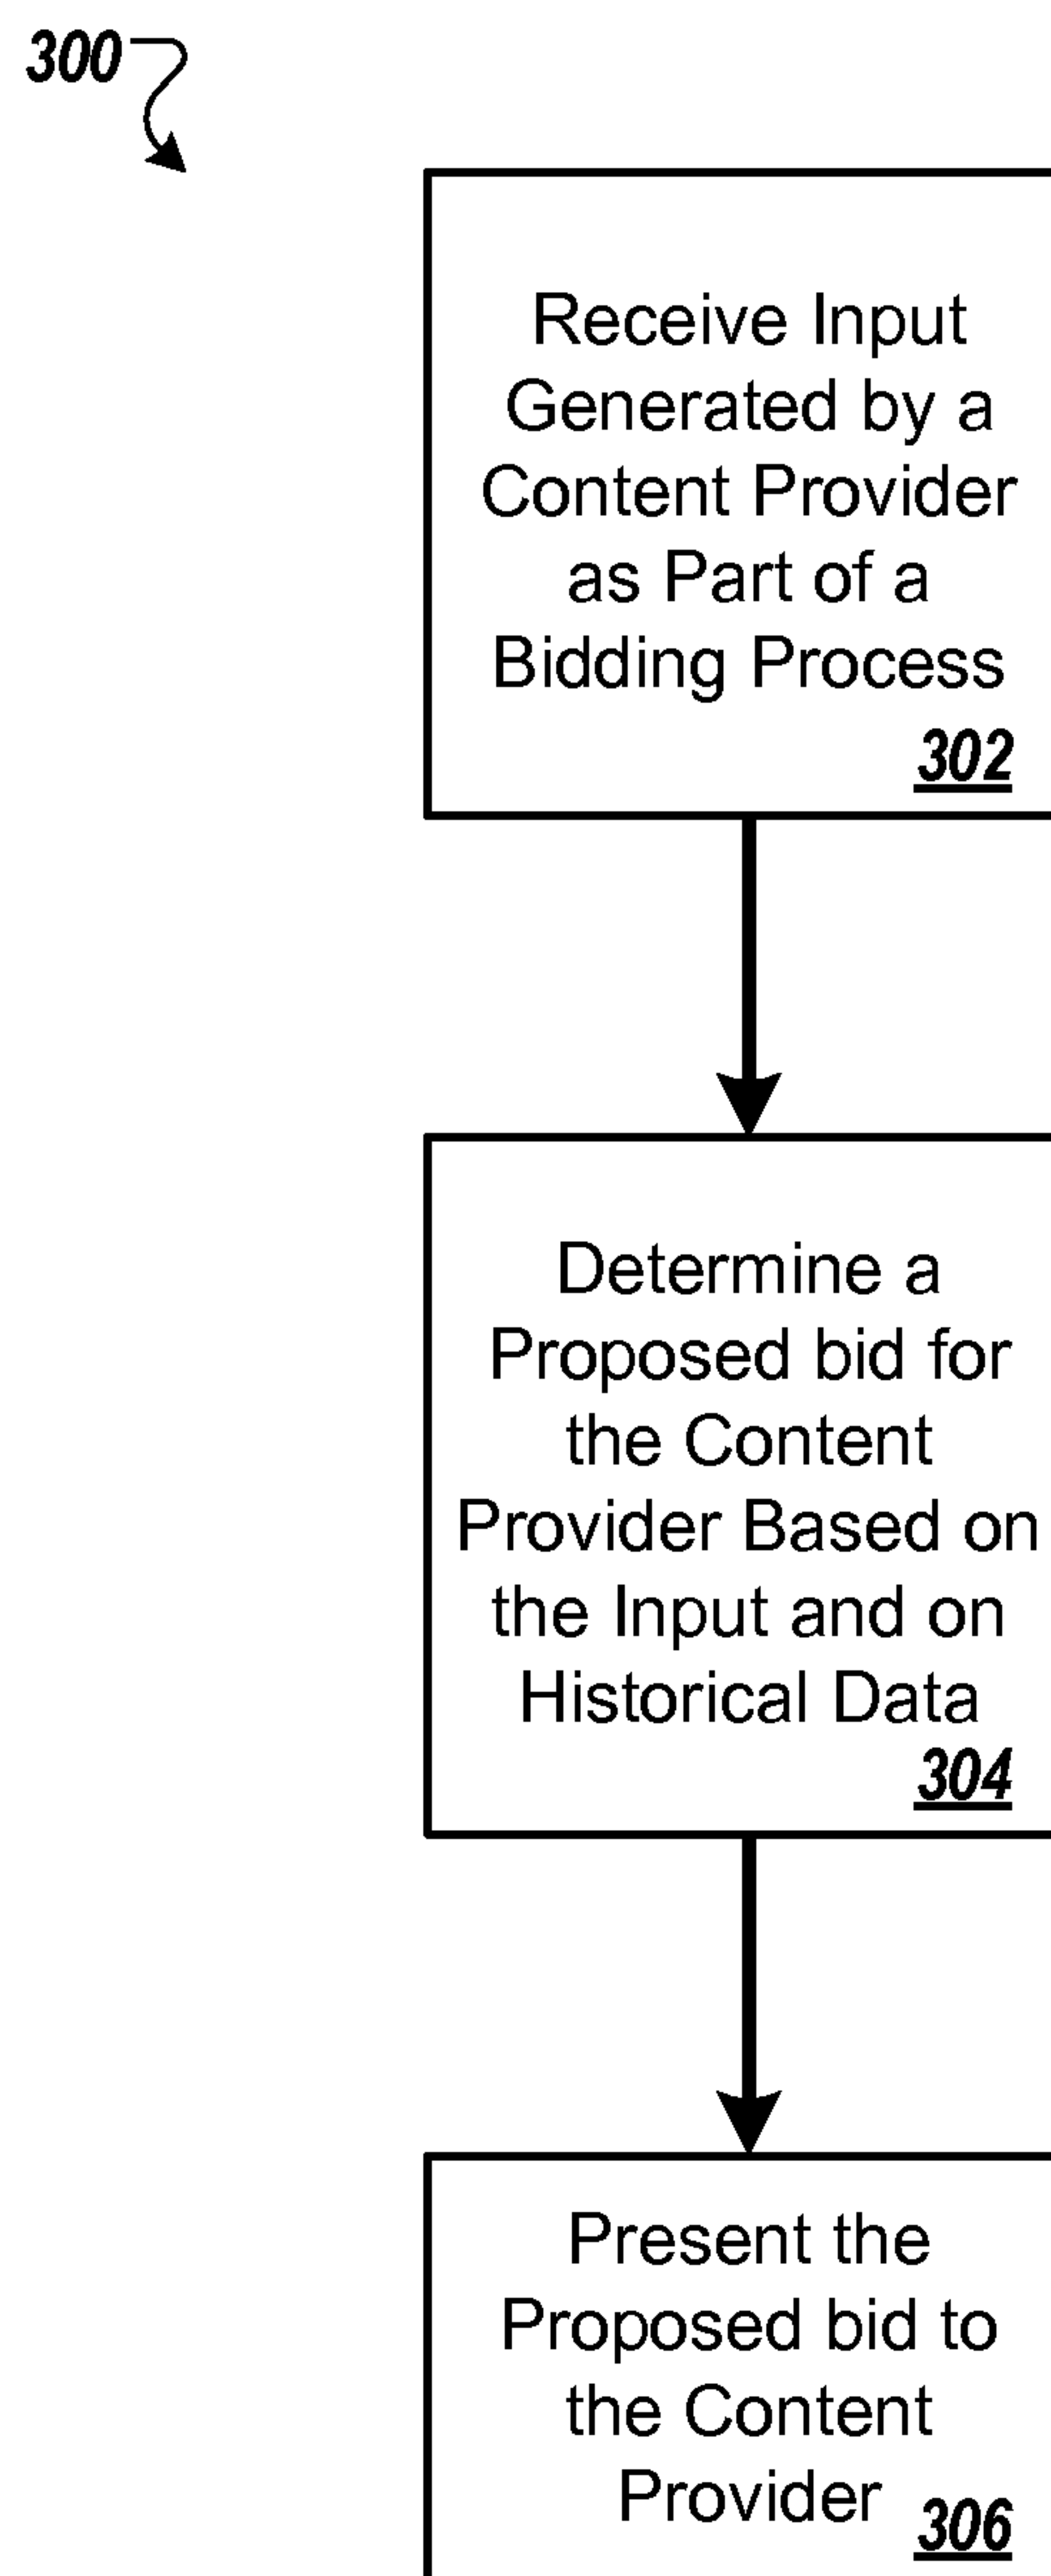 300
Receive Input
Generated by a
Content Provider
as Part of a
Bidding Process
302
Determine a
Proposed bid for
the Content
Provider Based on
the Input and on
Historical Data
304
Present the
Proposed bid to
the Content
Provider
306